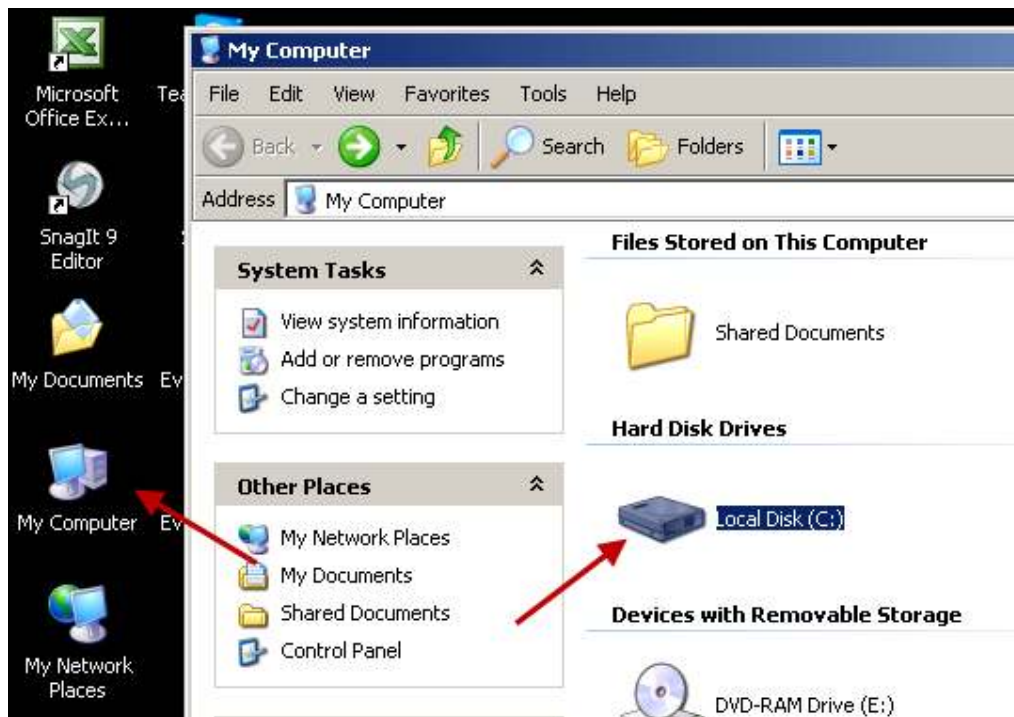 Microsoft
Office Ex...
SnagIt 9
Editor
My Documents
My Computer
My Network
Places
Tea
Ev
Ev
My Computer
File Edit View Favorites Tools Help
Back Search Folders
Address My Computer
System Tasks
View system information
Add or remove programs
Change a setting
Other Places
My Network Places
My Documents
Shared Documents
Control Panel
Files Stored on This Computer
Shared Documents
Hard Disk Drives
Local Disk (C:)
Devices with Removable Storage
DVD-RAM Drive (E:)